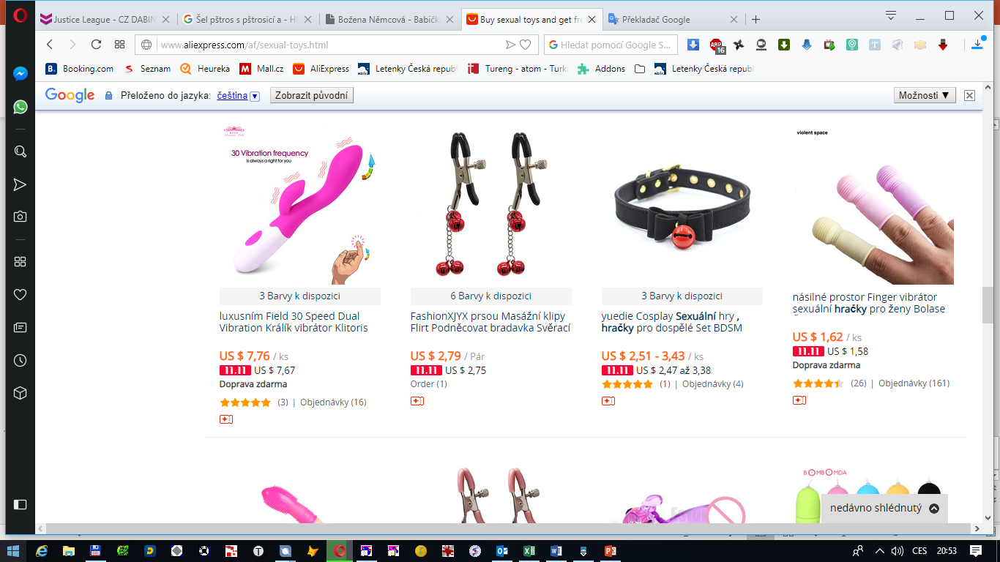 Justice League - CZ DABIN
Šel pštros s pštrosicí a - Hl
Božena Němcová - Babičk
Buy sexual toys and get fre
Překladač Google
www.aliexpress.com/af/sexual-toys.html
Hledat pomocí Google S...
ABP
16
Booking.com
Seznam
Heureka
Mall.cz
AliExpress
Letenky Česká republ
Tureng - atom - Turk
Addons
Letenky Česká republ
Google
Přeloženo do jazyka: čeština
Zobrazit původní
Možnosti ▼
30 Vibration frequency
is always a right for you
violent space
3 Barvy k dispozici
6 Barvy k dispozici
3 Barvy k dispozici
luxusním Field 30 Speed Dual
Vibration Králík vibrátor Klitoris
US $ 7,76 / ks
11.11 US $ 7,67
Doprava zdarma
(3) | Objednávky (16)
FashionXJYX prsou Masážní klipy
Flirt Podněcovat bradavka Svěrací
US $ 2,79 / Pár
11.11 US $ 2,75
Order (1)
yuedie Cosplay Sexuální hry ,
hračky pro dospělé Set BDSM
US $ 2,51 - 3,43 / ks
11.11 US $ 2,47 až 3,38
(1) | Objednávky (4)
násilné prostor Finger vibrátor
sexuální hračky pro ženy Bolase
US $ 1,62 / ks
11.11 US $ 1,58
Doprava zdarma
(26) | Objednávky (161)
BOMBOMDA
nedávno shlédnutý
CES
20:53